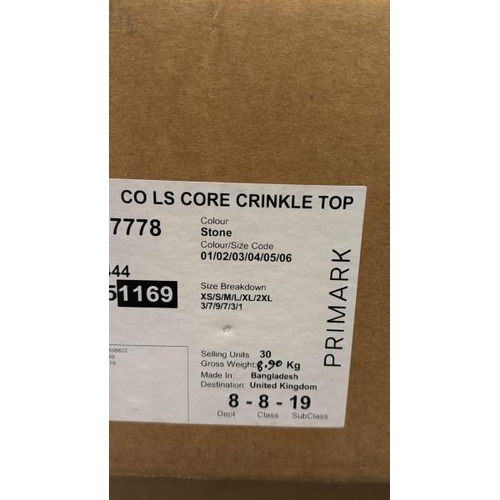 CO LS CORE CRINKLE TOP
7778
Colour
Stone
Colour/Size Code
01/02/03/04/05/06
44
51169
Size Breakdown
XS/S/M/L/XL/2XL
3/7/9/7/3/1
Selling Units 30
Gross Weight: 8.90 Kg
Made In: Bangladesh
Destination: United Kingdom
8 - 8 - 19
Dept Class SubClass
PRIMARK